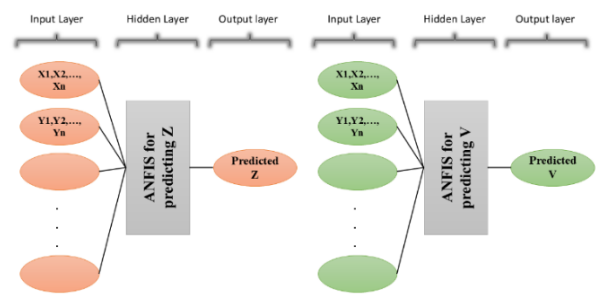 Input Layer Hidden Layer Output layer Input Layer Hidden Layer Output layer
X1,X2,…,
Xn
Y1,Y2,…,
Yn
.
.
.
ANFIS for
predicting Z
Predicted
Z
X1,X2,…,
Xn
Y1,Y2,…,
Yn
.
.
.
ANFIS for
predicting V
Predicted
V